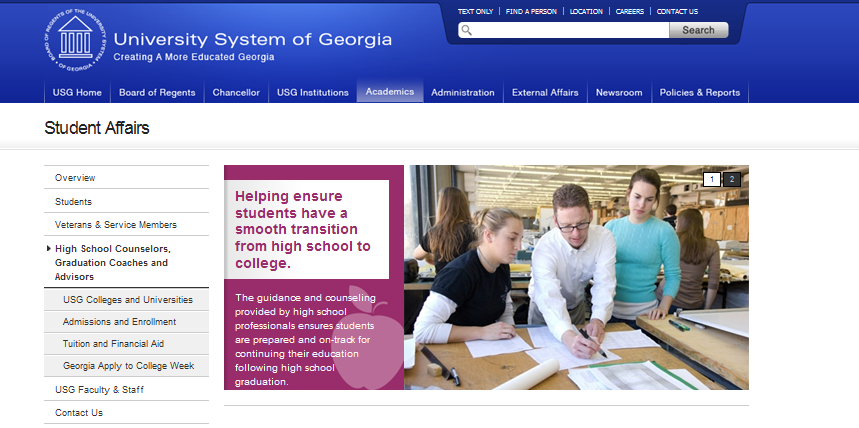 TEXT ONLY | FIND A PERSON | LOCATION | CAREERS | CONTACT US
BOARD OF REGENTS OF THE UNIVERSITY SYSTEM OF GEORGIA
University System of Georgia
Creating A More Educated Georgia
Search
USG Home
Board of Regents
Chancellor
USG Institutions
Academics
Administration
External Affairs
Newsroom
Policies & Reports
Student Affairs
Overview
Students
Veterans & Service Members
High School Counselors,
Graduation Coaches and
Advisors
USG Colleges and Universities
Admissions and Enrollment
Tuition and Financial Aid
Georgia Apply to College Week
USG Faculty & Staff
Contact Us
Helping ensure
students have a
smooth transition
from high school to
college.
The guidance and counseling
provided by high school
professionals ensures students
are prepared and on-track for
continuing their education
following high school
graduation.
1 2